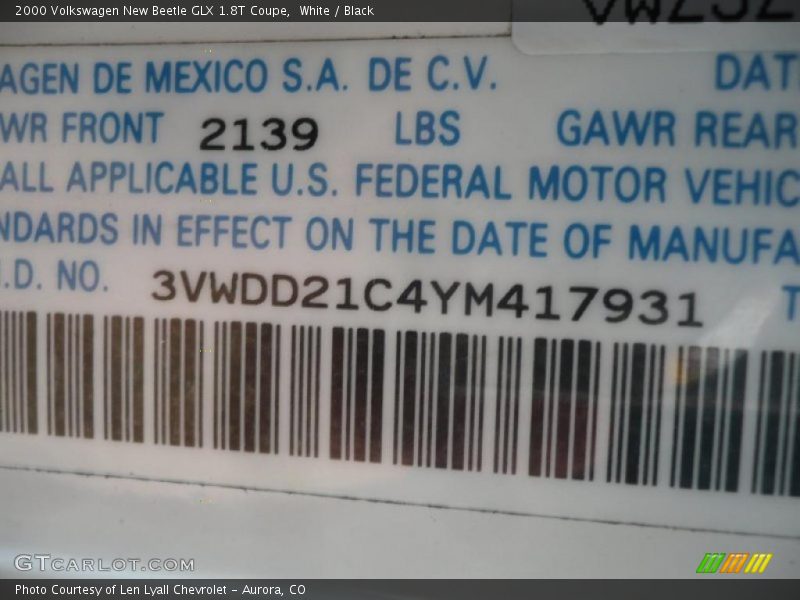 2000 Volkswagen New Beetle GLX 1.8T Coupe, White / Black
AGEN DE MEXICO S.A. DE C.V. DAT
WR FRONT 2139 LBS GAWR REAR
ALL APPLICABLE U.S. FEDERAL MOTOR VEHIC
NDARDS IN EFFECT ON THE DATE OF MANUFA
.D. NO. 3VWDD21C4YM417931 T
GTCARLOT.COM
Photo Courtesy of Len Lyall Chevrolet - Aurora, CO